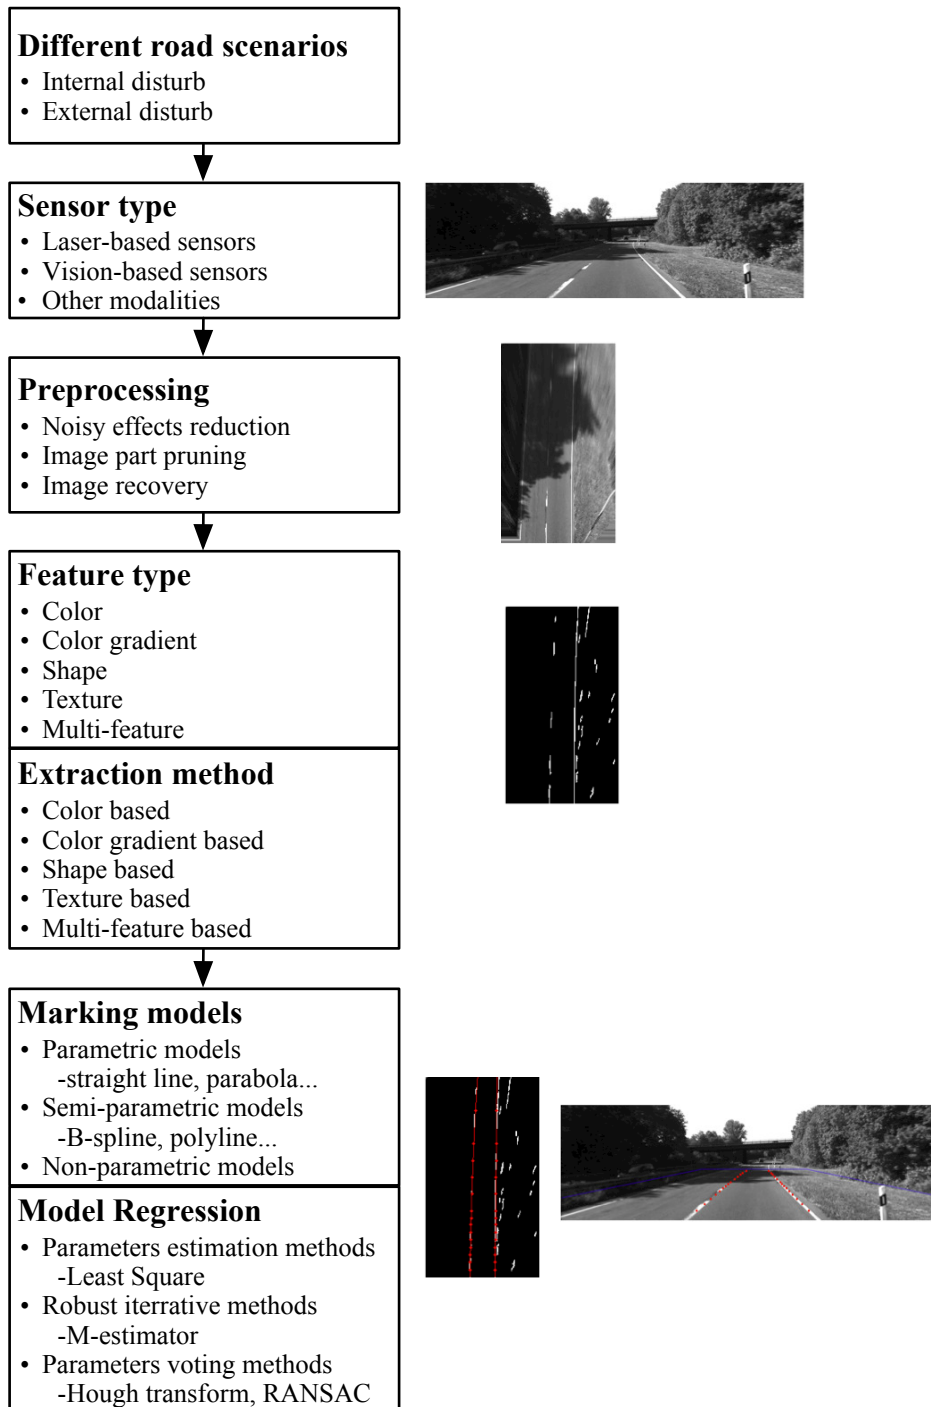 Different road scenarios
• Internal disturb
• External disturb
Sensor type
• Laser-based sensors
• Vision-based sensors
• Other modalities
Preprocessing
• Noisy effects reduction
• Image part pruning
• Image recovery
Feature type
• Color
• Color gradient
• Shape
• Texture
• Multi-feature
Extraction method
• Color based
• Color gradient based
• Shape based
• Texture based
• Multi-feature based
Marking models
• Parametric models
-straight line, parabola...
• Semi-parametric models
-B-spline, polyline...
• Non-parametric models
Model Regression
• Parameters estimation methods
-Least Square
• Robust iterrative methods
-M-estimator
• Parameters voting methods
-Hough transform, RANSAC